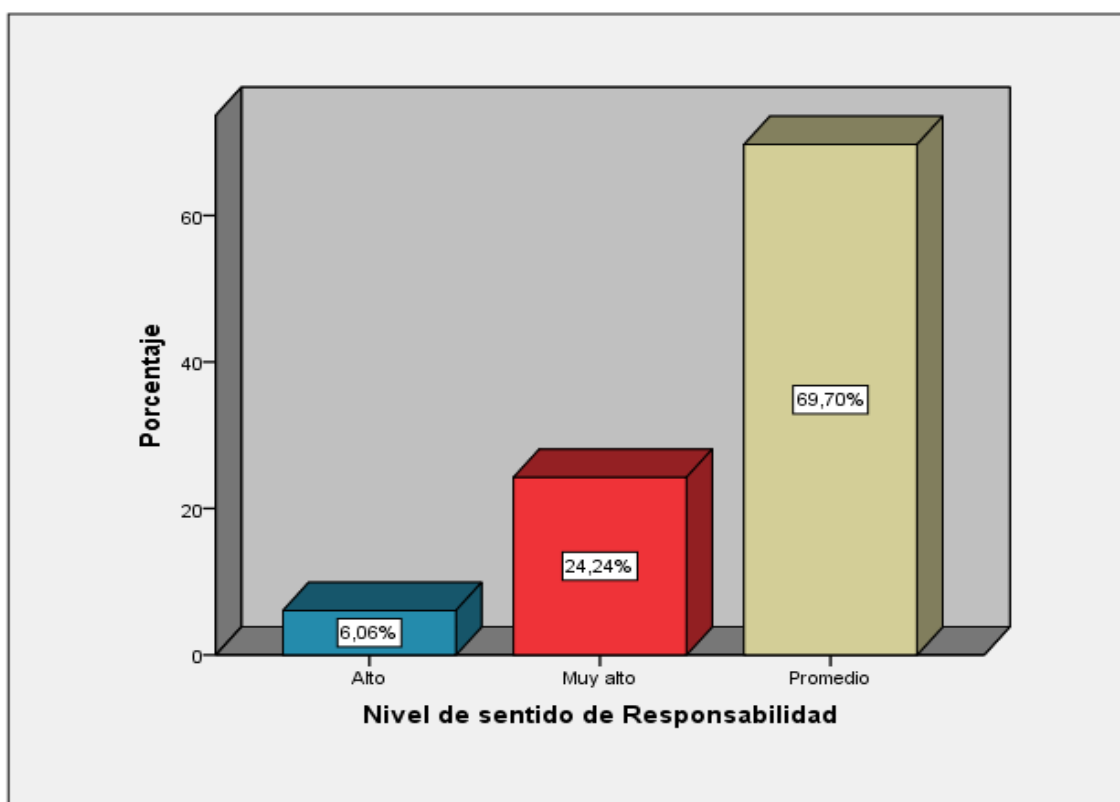 Porcentaje
60
40
20
0
69,70%
24,24%
6,06%
Alto
Muy alto
Promedio
Nivel de sentido de Responsabilidad